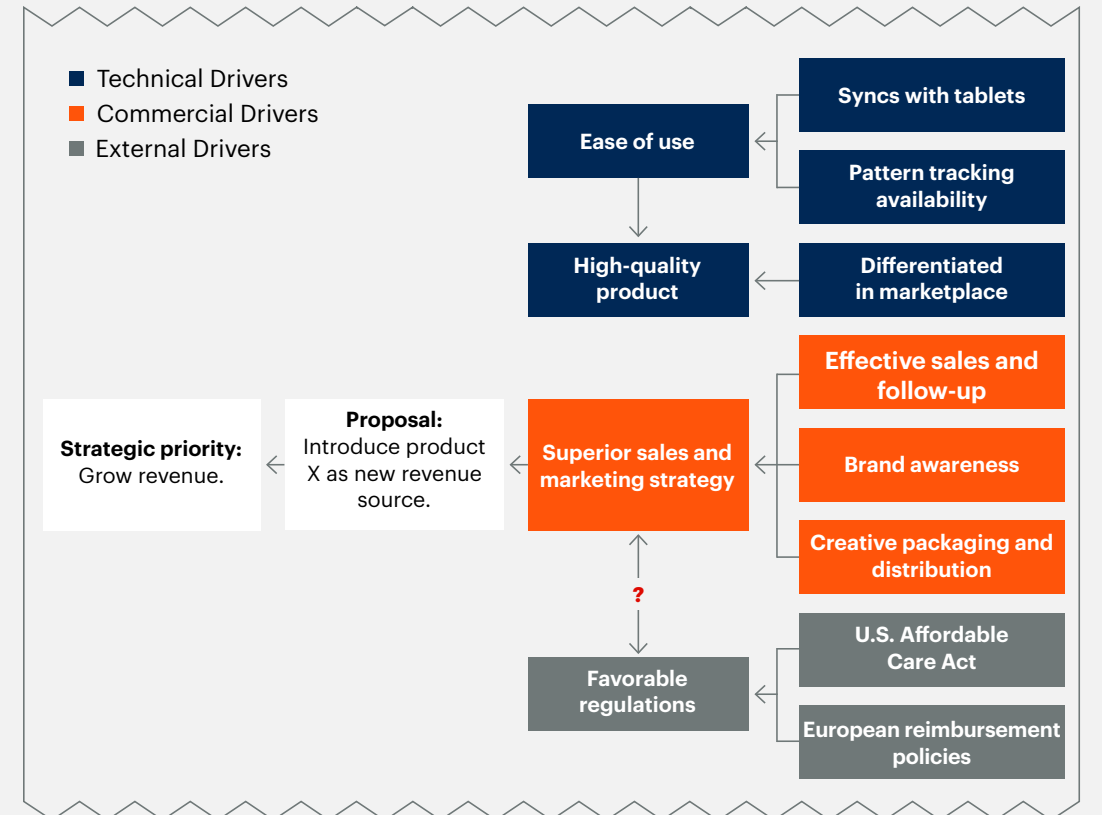 Technical Drivers
Commercial Drivers
External Drivers
Syncs with tablets
Ease of use
Pattern tracking
availability
High-quality
product
Differentiated
in marketplace
Effective sales and
follow-up
Strategic priority:
Grow revenue.
Proposal:
Introduce product
X as new revenue
source.
Superior sales and
marketing strategy
Brand awareness
Creative packaging and
distribution
?
U.S. Affordable
Care Act
Favorable
regulations
European reimbursement
policies